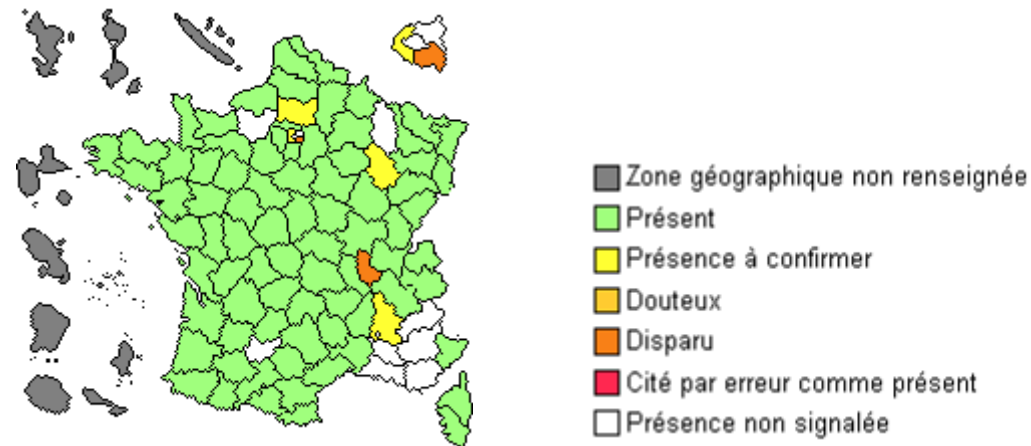 Zone géographique non renseignée
Présent
Présence à confirmer
Douteux
Disparu
Cité par erreur comme présent
Présence non signalée